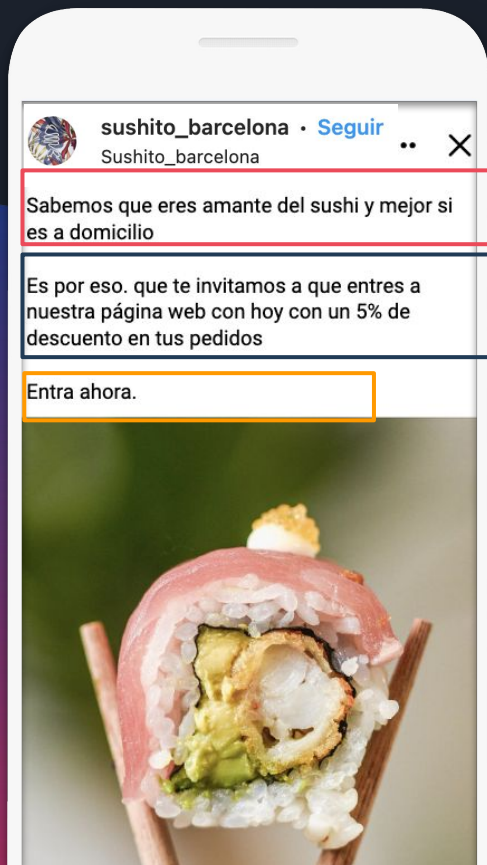 sushito_barcelona • Seguir
Sushito_barcelona
Sabemos que eres amante del sushi y mejor si
es a domicilio
Es por eso. que te invitamos a que entres a
nuestra página web con hoy con un 5% de
descuento en tus pedidos
Entra ahora.